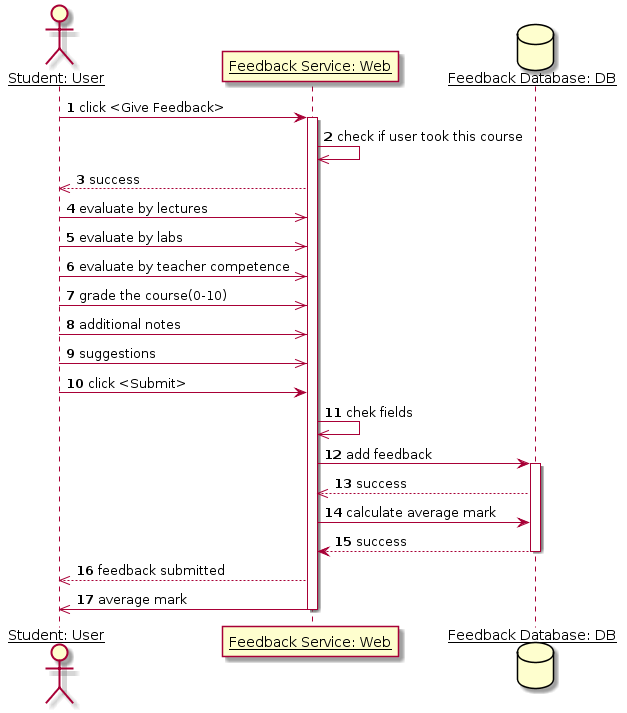 Student: User
Feedback Service: Web
Feedback Database: DB
1 click <Give Feedback>
2 check if user took this course
3 success
4 evaluate by lectures
5 evaluate by labs
6 evaluate by teacher competence
7 grade the course(0-10)
8 additional notes
9 suggestions
10 click <Submit>
11 chek fields
12 add feedback
13 success
14 calculate average mark
15 success
16 feedback submitted
17 average mark
Student: User
Feedback Service: Web
Feedback Database: DB